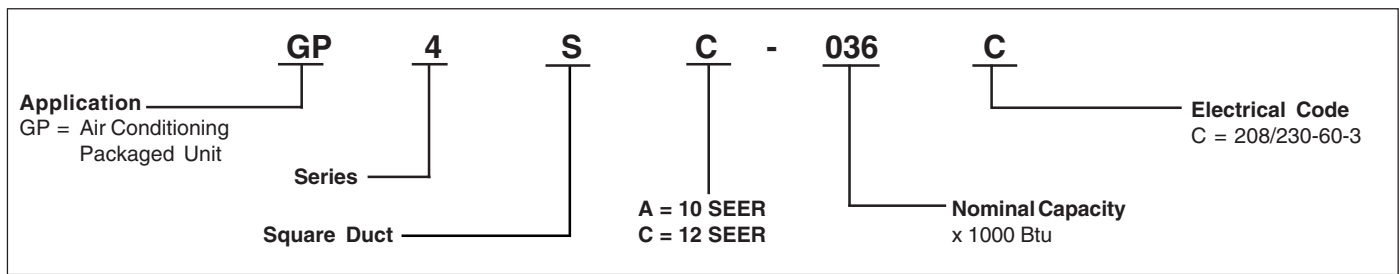 GP 4 S C - 036 C
Application
GP = Air Conditioning
Packaged Unit
Series
Square Duct
A = 10 SEER
C = 12 SEER
Nominal Capacity
x 1000 Btu
Electrical Code
C = 208/230-60-3